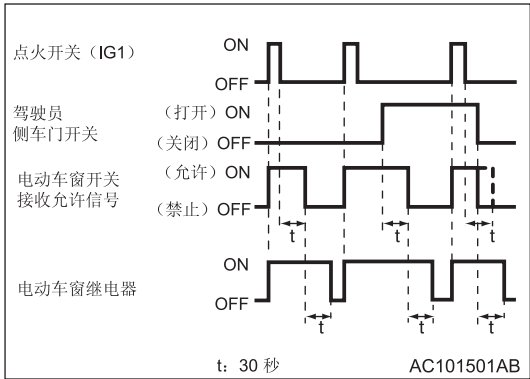 点火开关（IG1）
ON
OFF
驾驶员
侧车门开关
（打开）ON
（关闭）OFF
电动车窗开关
接收允许信号
（允许）ON
（禁止）OFF
t
t
t
电动车窗继电器
ON
OFF
t
t
t
t：30 秒
AC101501AB